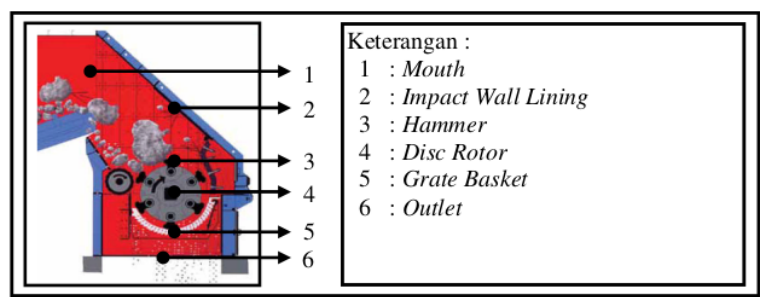 1
2
3
4
5
6
Keterangan :
1 : Mouth
2 : Impact Wall Lining
3 : Hammer
4 : Disc Rotor
5 : Grate Basket
6 : Outlet